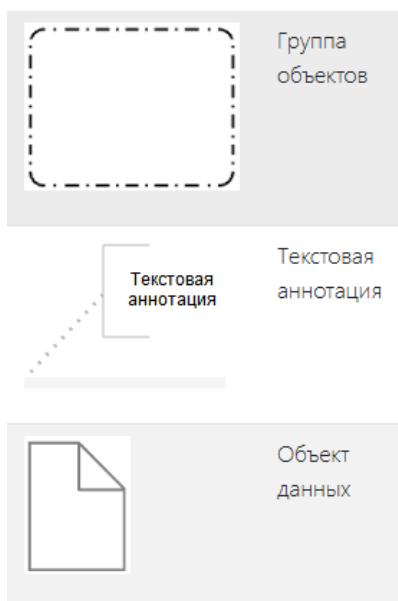 Группа
объектов
Текстовая
аннотация
Текстовая
аннотация
Объект
данных